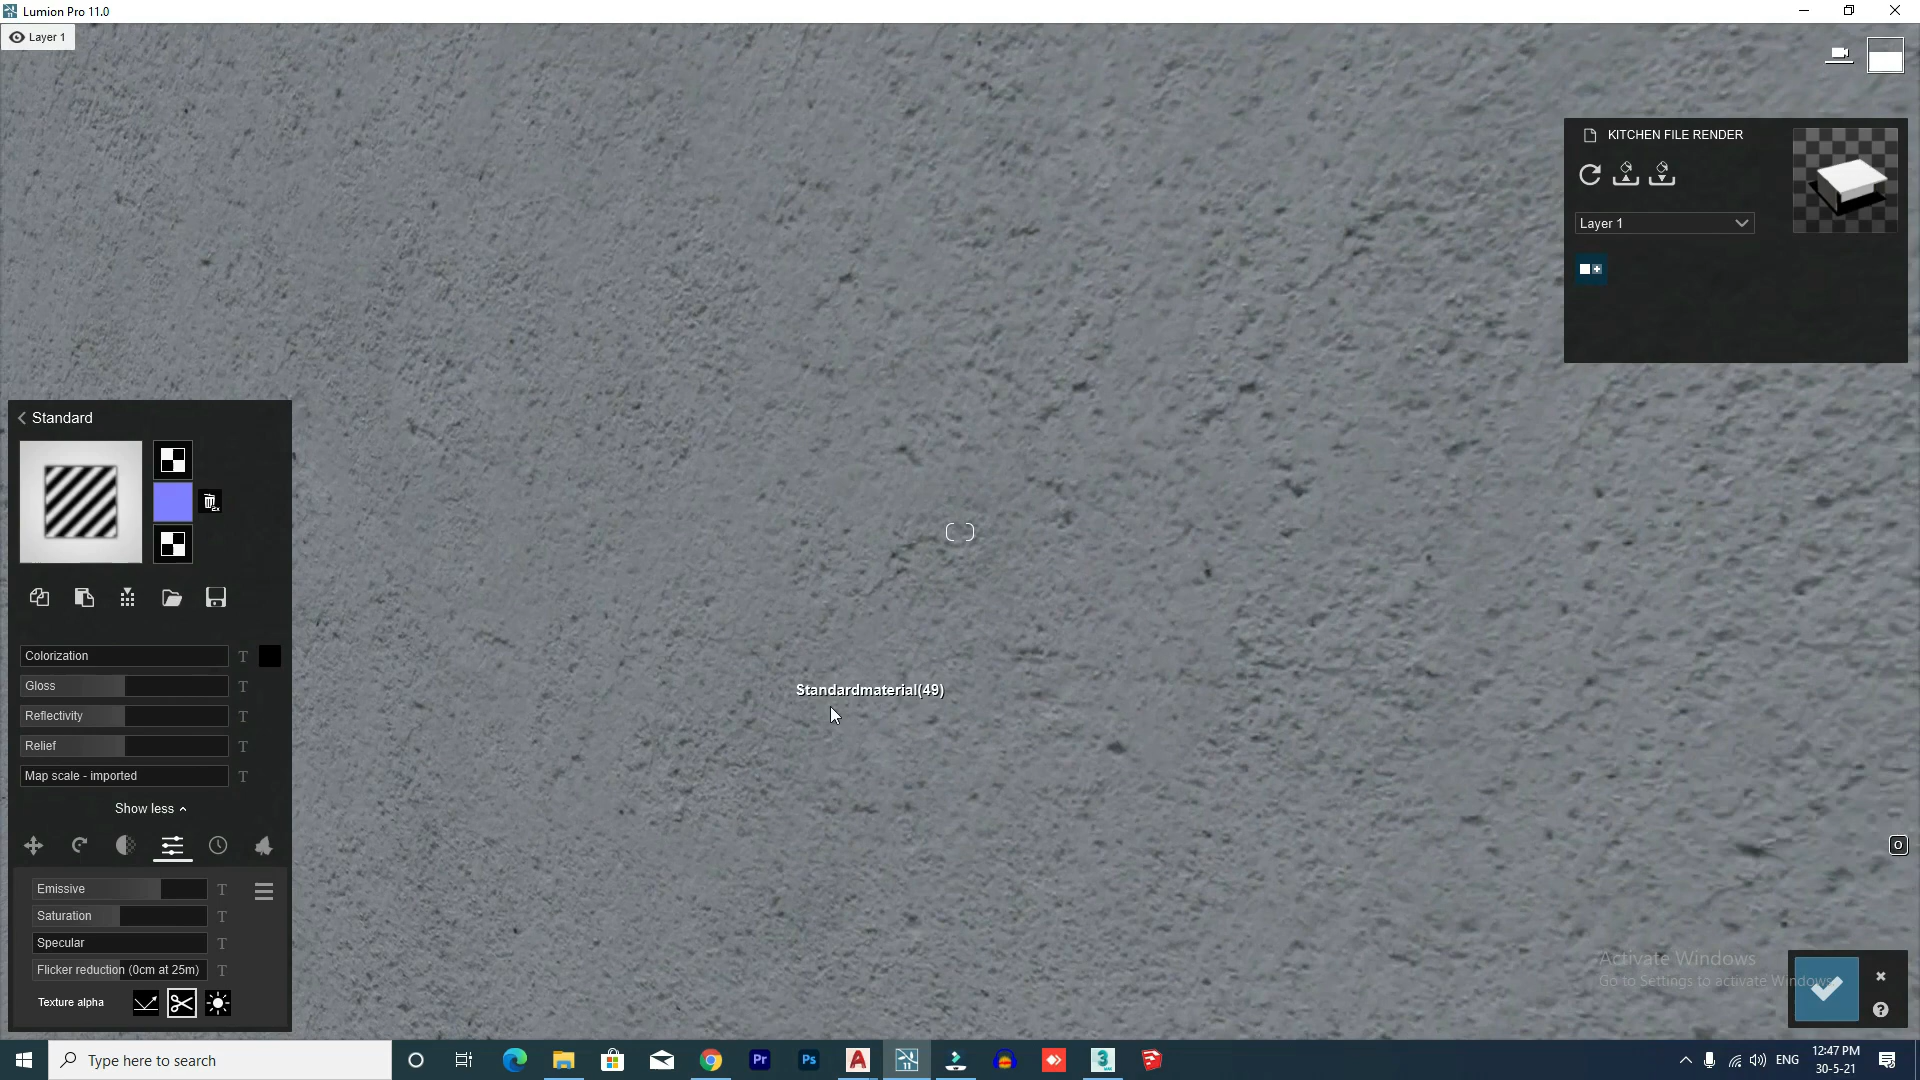 Lumion Pro 11.0
Layer 1
KITCHEN FILE RENDER
Layer 1
Standard
Colorization T
Gloss T
Reflectivity T
Relief T
Map scale - imported T
Show less
Emissive T
Saturation T
Specular T
Flicker reduction (0cm at 25m) T
Texture alpha
Standardmaterial(49)
O
Activate Windows
Go to Settings to activate Windows.
Type here to search
Pr
Ps
ENG
12:47 PM
30-5-21